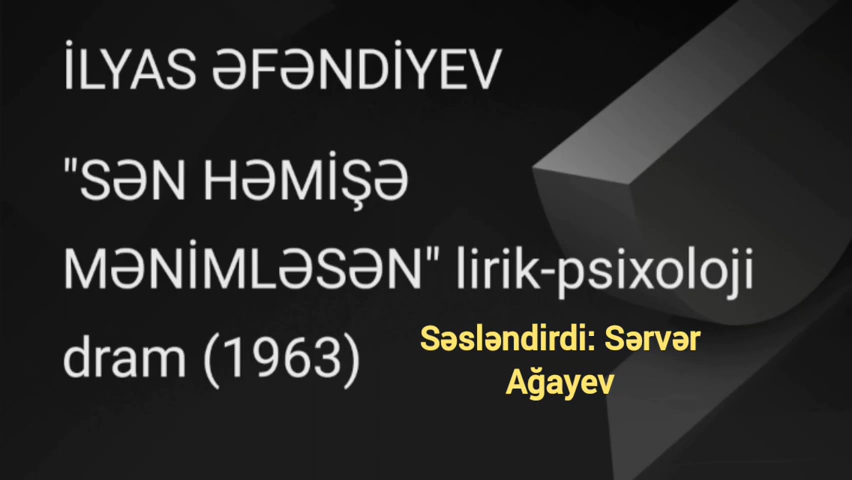 İLYAS ƏFƏNDİYEV
"SƏN HƏMİŞƏ
MƏNİMLƏSƏN" lirik-psixoloji
dram (1963)
Səsləndirdi: Sərvər
Ağayev